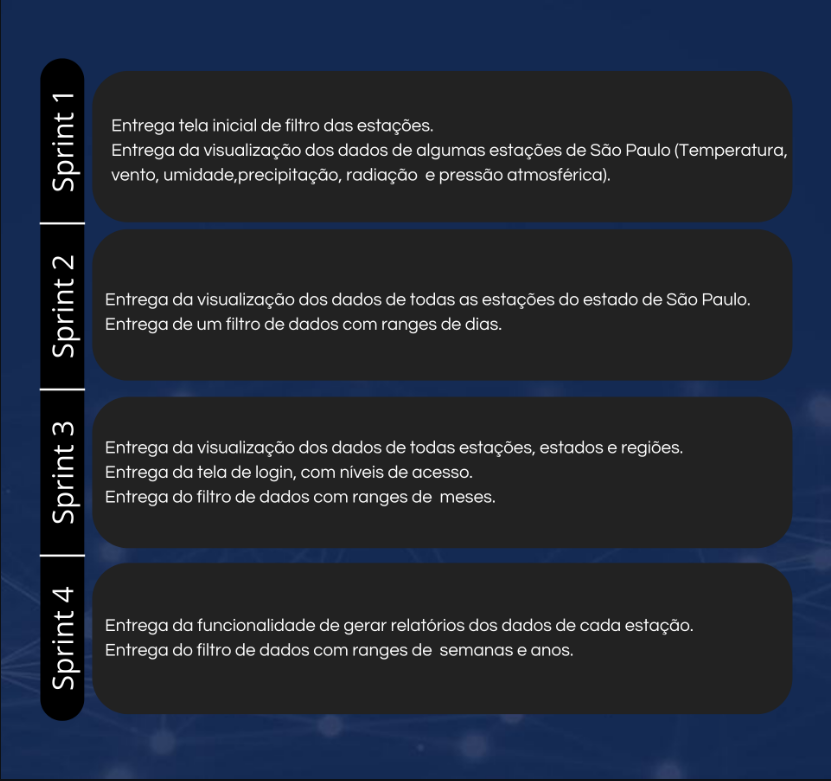 Sprint 1
Entrega tela inicial de filtro das estações.
Entrega da visualização dos dados de algumas estações de São Paulo (Temperatura,
vento, umidade,precipitação, radiação  e pressão atmosférica).
Sprint 2
Entrega da visualização dos dados de todas as estações do estado de São Paulo.
Entrega de um filtro de dados com ranges de dias.
Sprint 3
Entrega da visualização dos dados de todas estações, estados e regiões.
Entrega da tela de login, com níveis de acesso.
Entrega do filtro de dados com ranges de  meses.
Sprint 4
Entrega da funcionalidade de gerar relatórios dos dados de cada estação.
Entrega do filtro de dados com ranges de  semanas e anos.